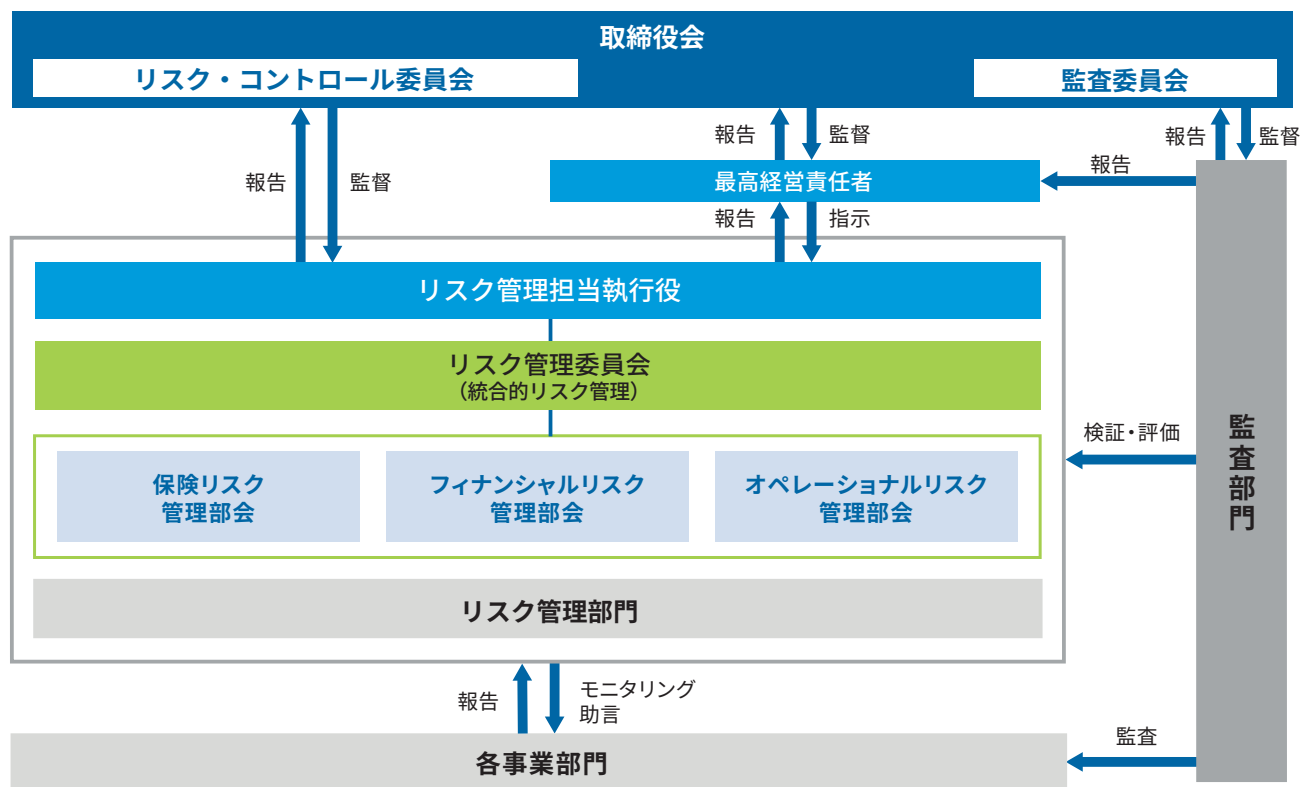 取締役会
リスク・コントロール委員会
監査委員会
報告
監督
報告
監督
報告
監督
最高経営責任者
報告
報告
指示
リスク管理担当執行役
リスク管理委員会
（統合的リスク管理）
保険リスク
管理部会
フィナンシャルリスク
管理部会
オペレーショナルリスク
管理部会
リスク管理部門
検証・評価
監査部門
報告
モニタリング
助言
各事業部門
監査